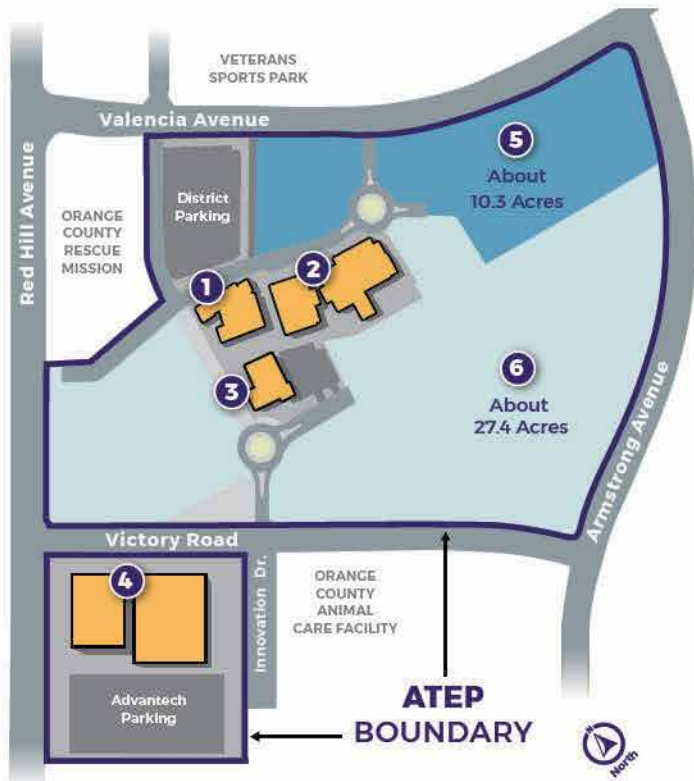 VETERANS
SPORTS PARK
Valencia Avenue
5
About
10.3 Acres
District
Parking
Red Hill Avenue
ORANGE
COUNTY
RESCUE
MISSION
2
1
6
About
27.4 Acres
3
Armstrong Avenue
Victory Road
4
Innovation Dr.
ORANGE
COUNTY
ANIMAL
CARE FACILITY
Advantech
Parking
ATEP
BOUNDARY
N
North